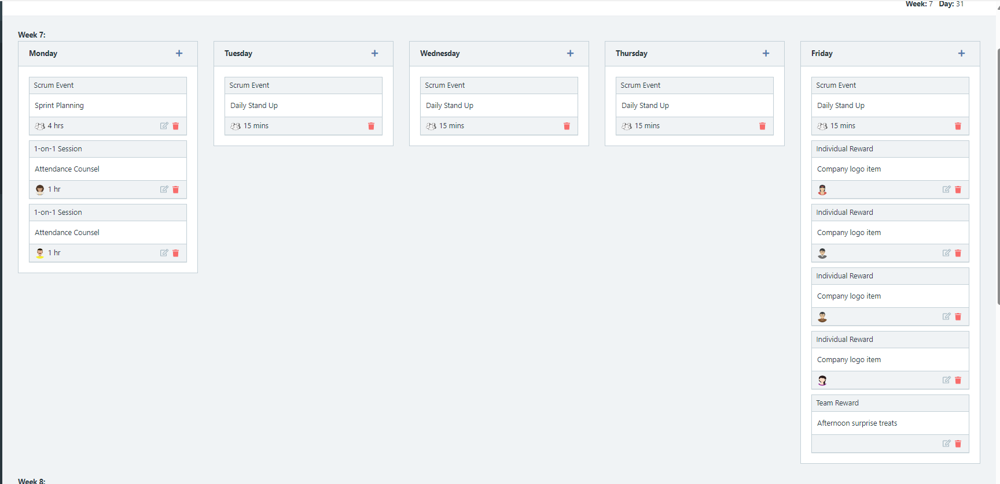 Week: 7 Day: 31
Week 7:
Monday +
Scrum Event
Sprint Planning
4 hrs
1-on-1 Session
Attendance Counsel
1 hr
1-on-1 Session
Attendance Counsel
1 hr
Tuesday +
Scrum Event
Daily Stand Up
15 mins
Wednesday +
Scrum Event
Daily Stand Up
15 mins
Thursday +
Scrum Event
Daily Stand Up
15 mins
Friday +
Scrum Event
Daily Stand Up
15 mins
Individual Reward
Company logo item
Individual Reward
Company logo item
Individual Reward
Company logo item
Individual Reward
Company logo item
Team Reward
Afternoon surprise treats
Week 8: